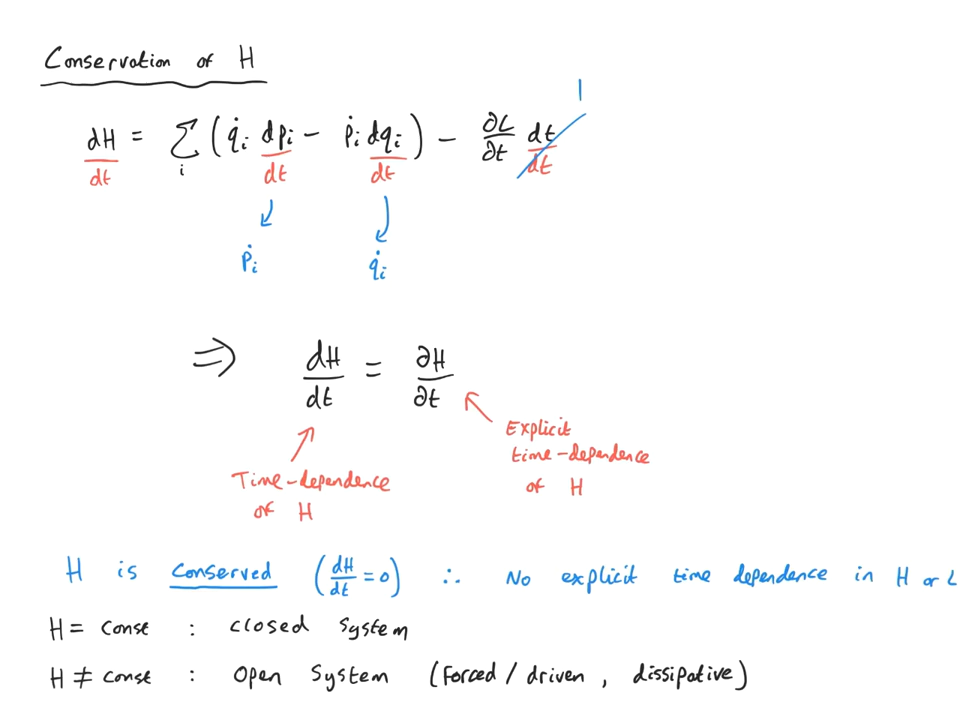 Conservation of H
dH/dt = Σ_i (q̇_i dp_i/dt − ṗ_i dq_i/dt) − ∂L/∂t dt/dt 1
ṗ_i q̇_i
⇒ dH/dt = ∂H/∂t
Explicit
time-dependence
of H
Time-dependence
of H
H is conserved (dH/dt = 0) ∴ No explicit time dependence in H or L
H = const : closed system
H ≠ const : open system (forced / driven , dissipative)